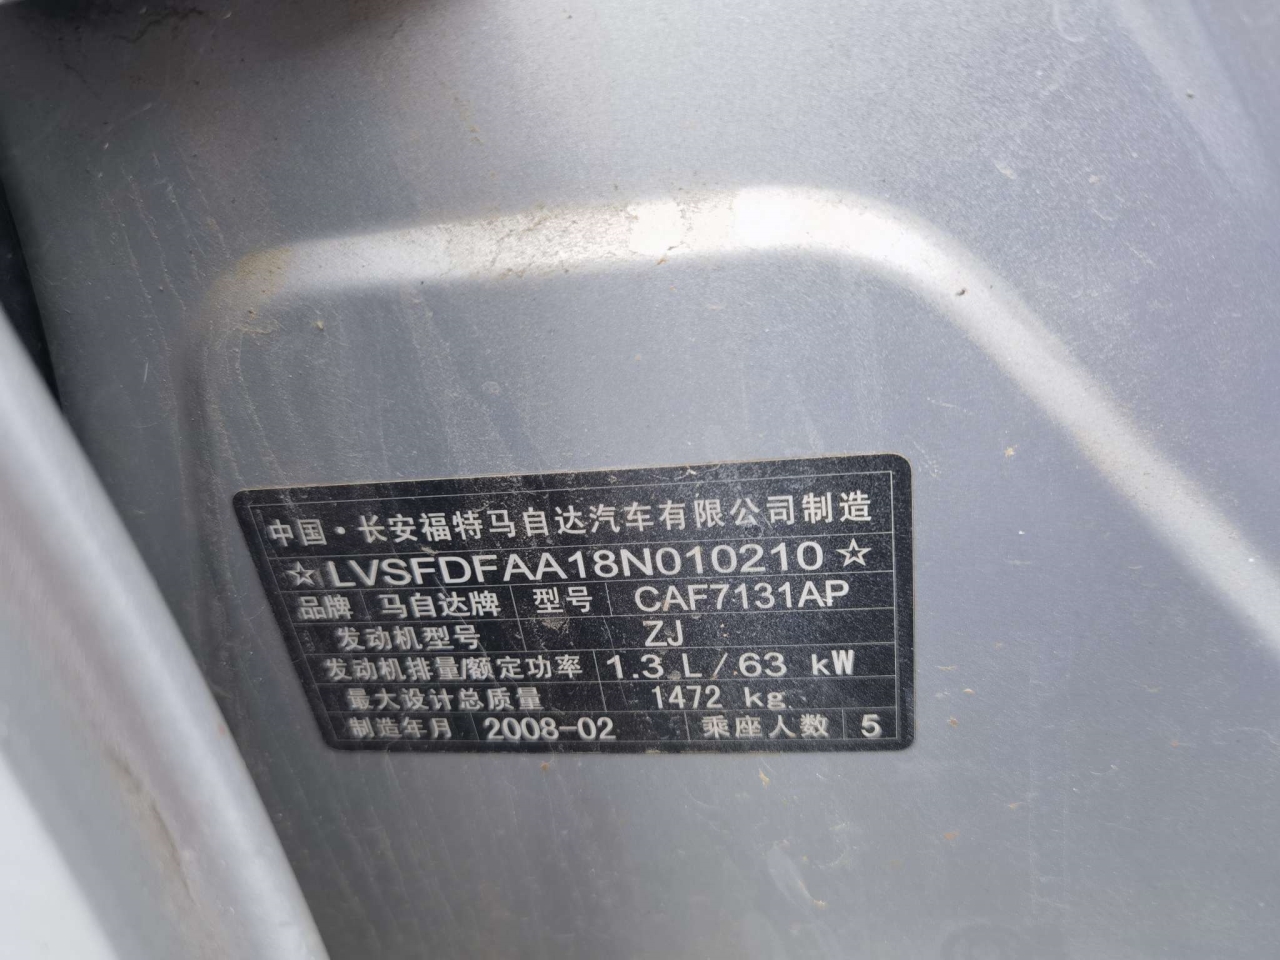 中国·长安福特马自达汽车有限公司制造
☆LVSFDFAA18N010210☆
品牌 马自达牌 型号 CAF7131AP
发动机型号 ZJ
发动机排量/额定功率 1.3 L/63 kW
最大设计总质量 1472 kg
制造年月 2008-02 乘座人数 5